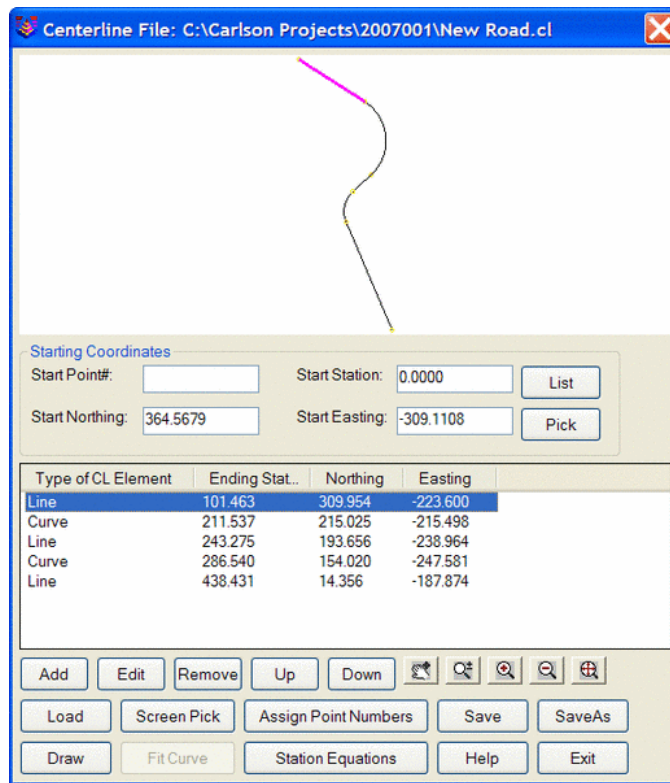 Centerline File: C:\Carlson Projects\2007001\New Road.cl
Starting Coordinates
Start Point#: Start Station: 0.0000 List
Start Northing: 364.5679 Start Easting: -309.1108 Pick
Type of CL Element Ending Stat... Northing Easting
Line 101.463 309.954 -223.600
Curve 211.537 215.025 -215.498
Line 243.275 193.656 -238.964
Curve 286.540 154.020 -247.581
Line 438.431 14.356 -187.874
Add Edit Remove Up Down
Load Screen Pick Assign Point Numbers Save SaveAs
Draw Fit Curve Station Equations Help Exit